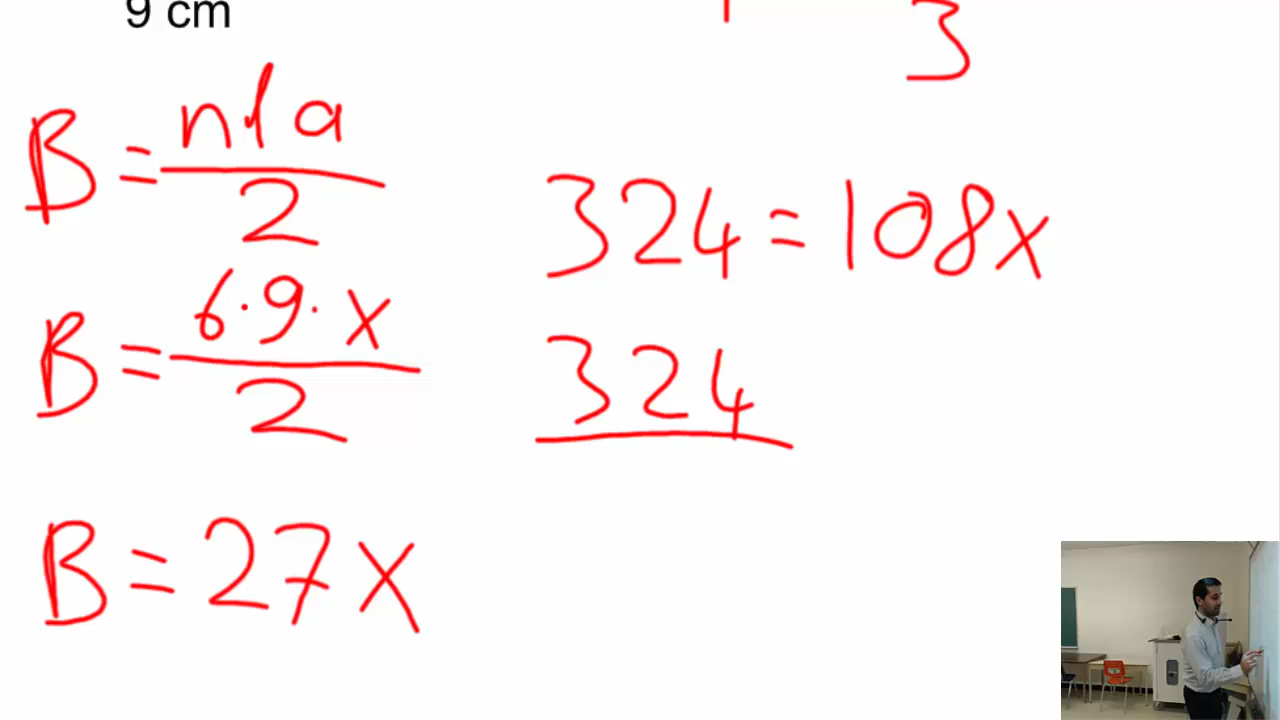 9 cm
3
B = nla/2
B = 6·9·x/2
B = 27x
324 = 108x
324